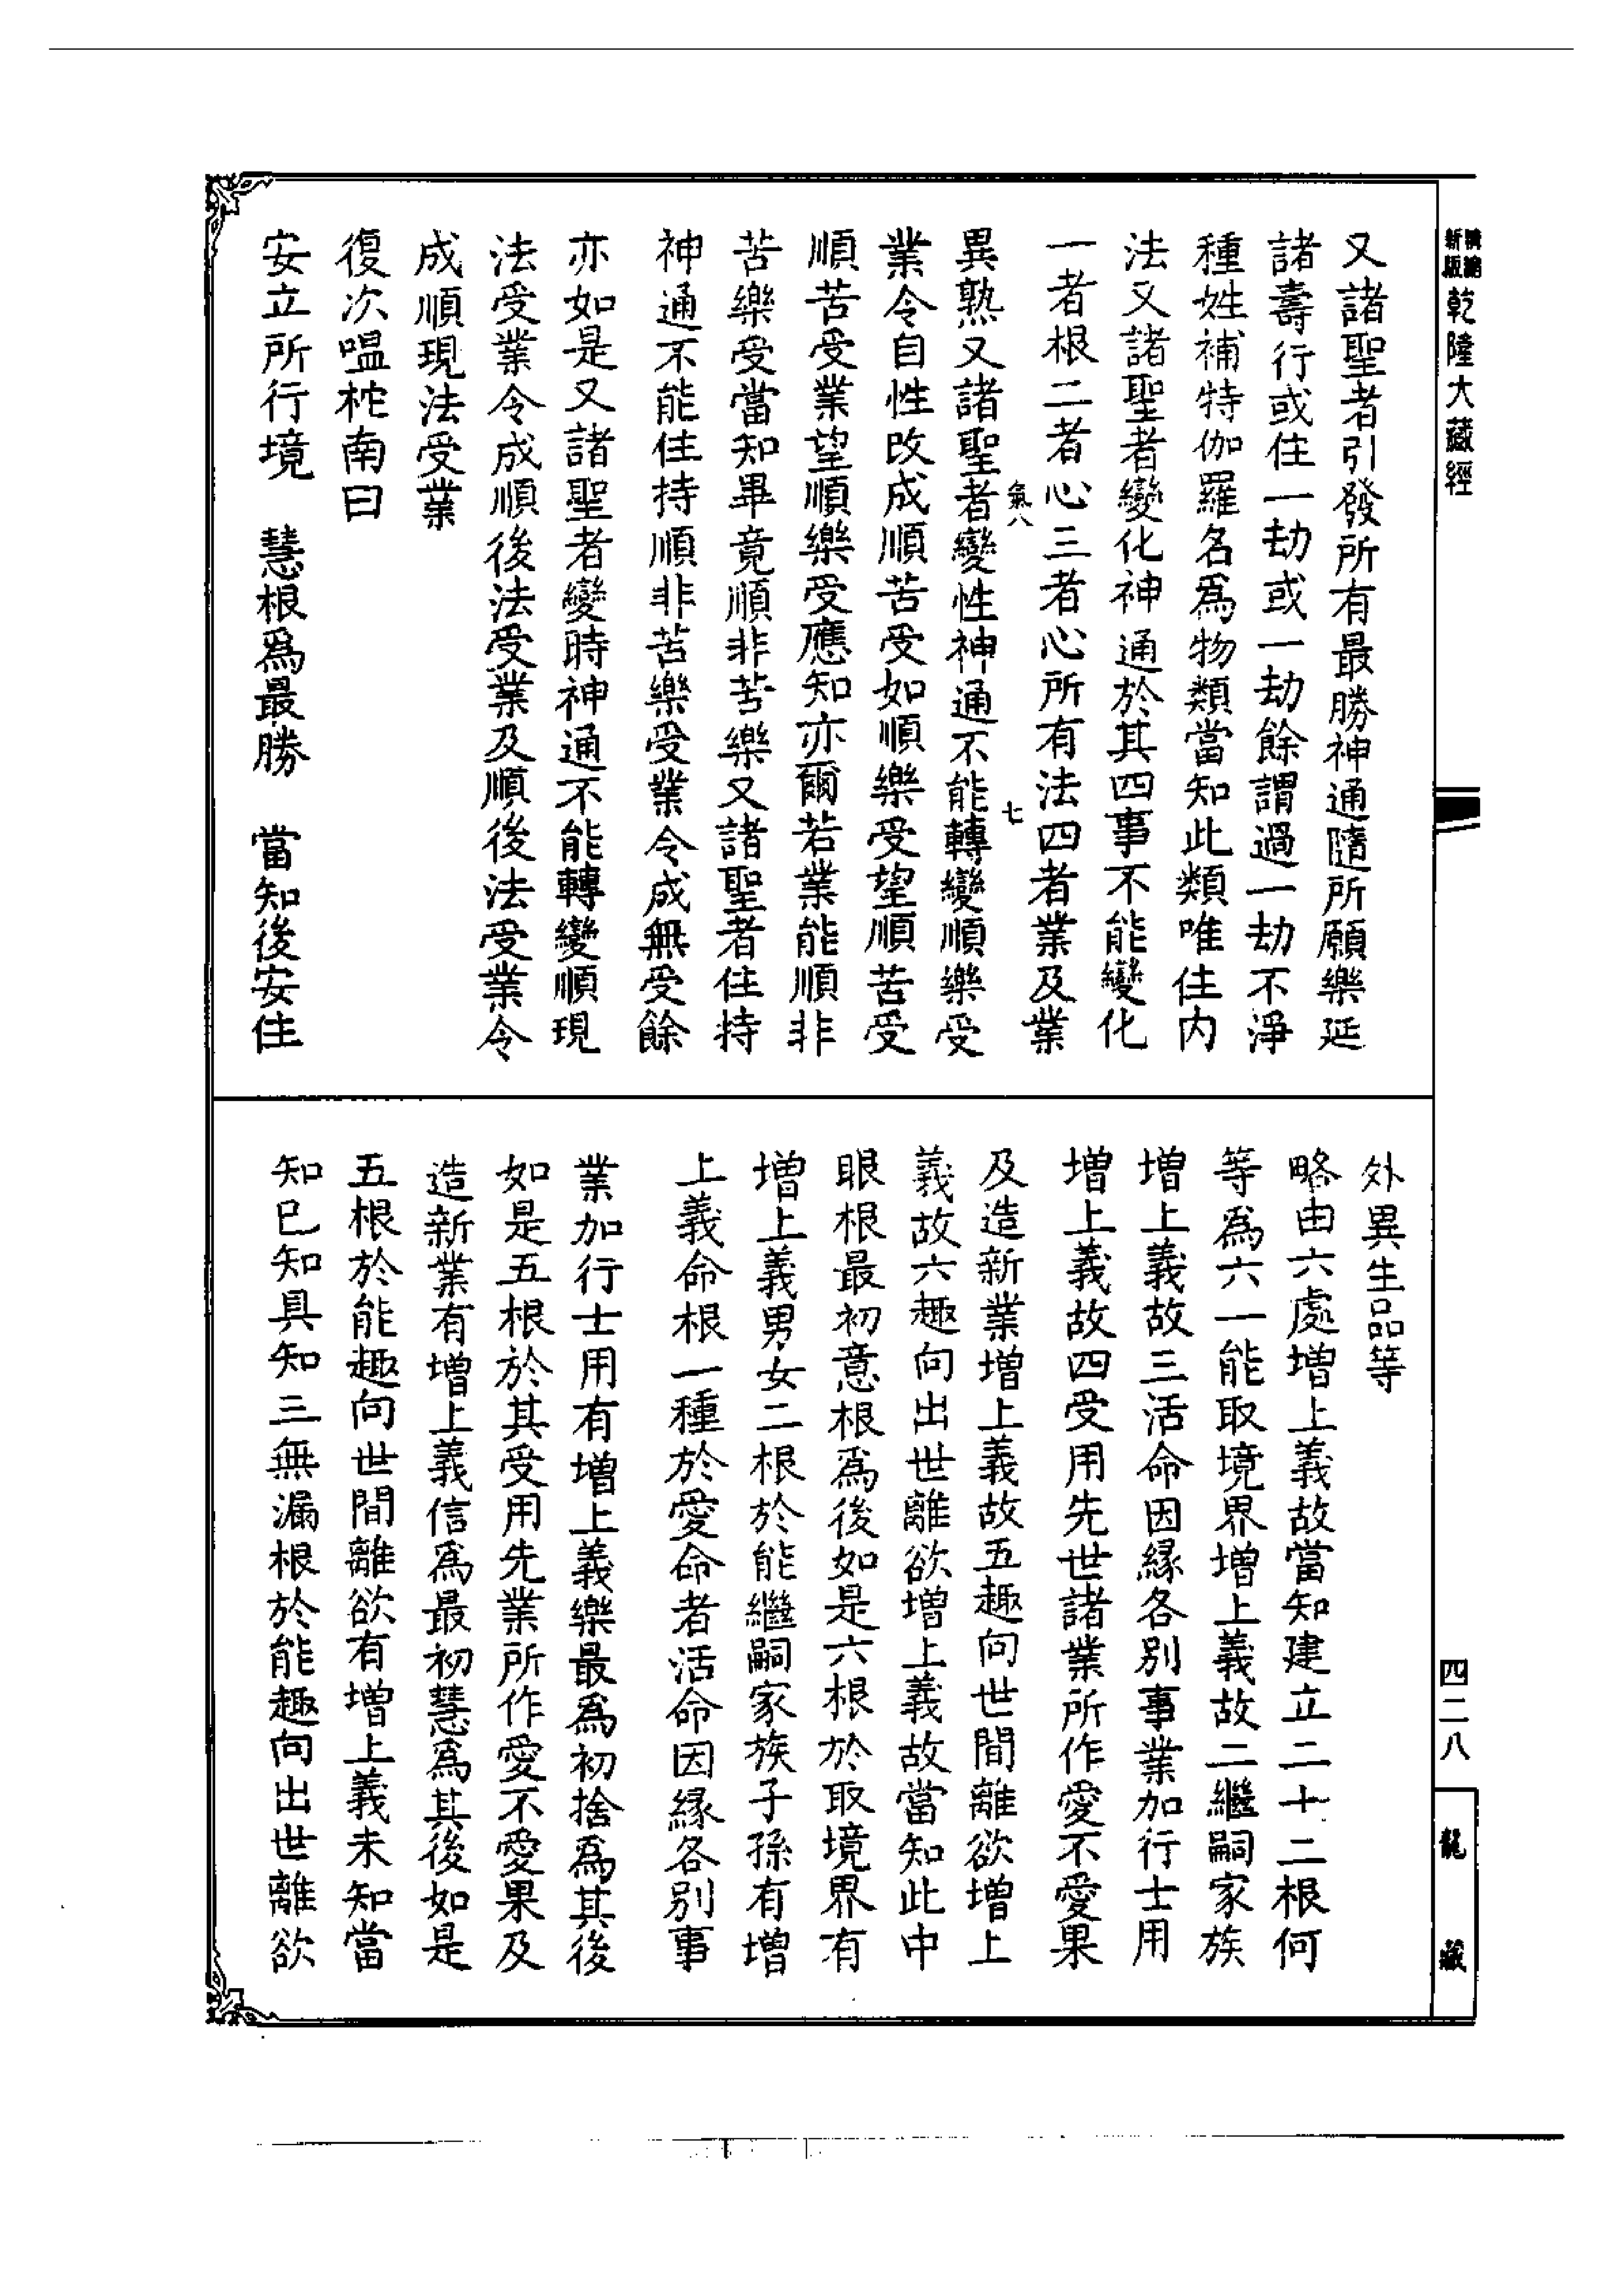 新版精縮乾隆大藏經
四二八
龍藏
又諸聖者引發所有最勝神通隨所願樂延
諸壽行或住一劫或一劫餘謂過一劫不淨
種姓補特伽羅名爲物類當知此類唯住內
法又諸聖者變化神通於其四事不能變化
一者根二者心三者心所有法四者業及業
氣八
七
異熟又諸聖者變性神通不能轉變順樂受
業令自性改成順苦受如順樂受望順苦受
順苦受業望順樂受應知亦爾若業能順非
苦樂受當知畢竟順非苦樂又諸聖者住持
神通不能住持順非苦樂受業令成無受餘
亦如是又諸聖者變時神通不能轉變順現
法受業令成順後法受業及順後法受業令
成順現法受業
復次嗢柁南曰
安立所行境 慧根爲最勝 當知後安住
外異生品等
略由六處增上義故當知建立二十二根何
等爲六一能取境界增上義故二繼嗣家族
增上義故三活命因緣各別事業加行士用
增上義故四受用先世諸業所作愛不愛果
及造新業增上義故五趣向世間離欲增上
義故六趣向出世離欲增上義故當知此中
眼根最初意根爲後如是六根於取境界有
增上義男女二根於能繼嗣家族子孫有增
上義命根一種於愛命者活命因緣各別事
業加行士用有增上義樂最爲初捨爲其後
如是五根於其受用先業所作愛不愛果及
造新業有增上義信爲最初慧爲其後如是
五根於能趣向世間離欲有增上義未知當
知已知具知三無漏根於能趣向出世離欲